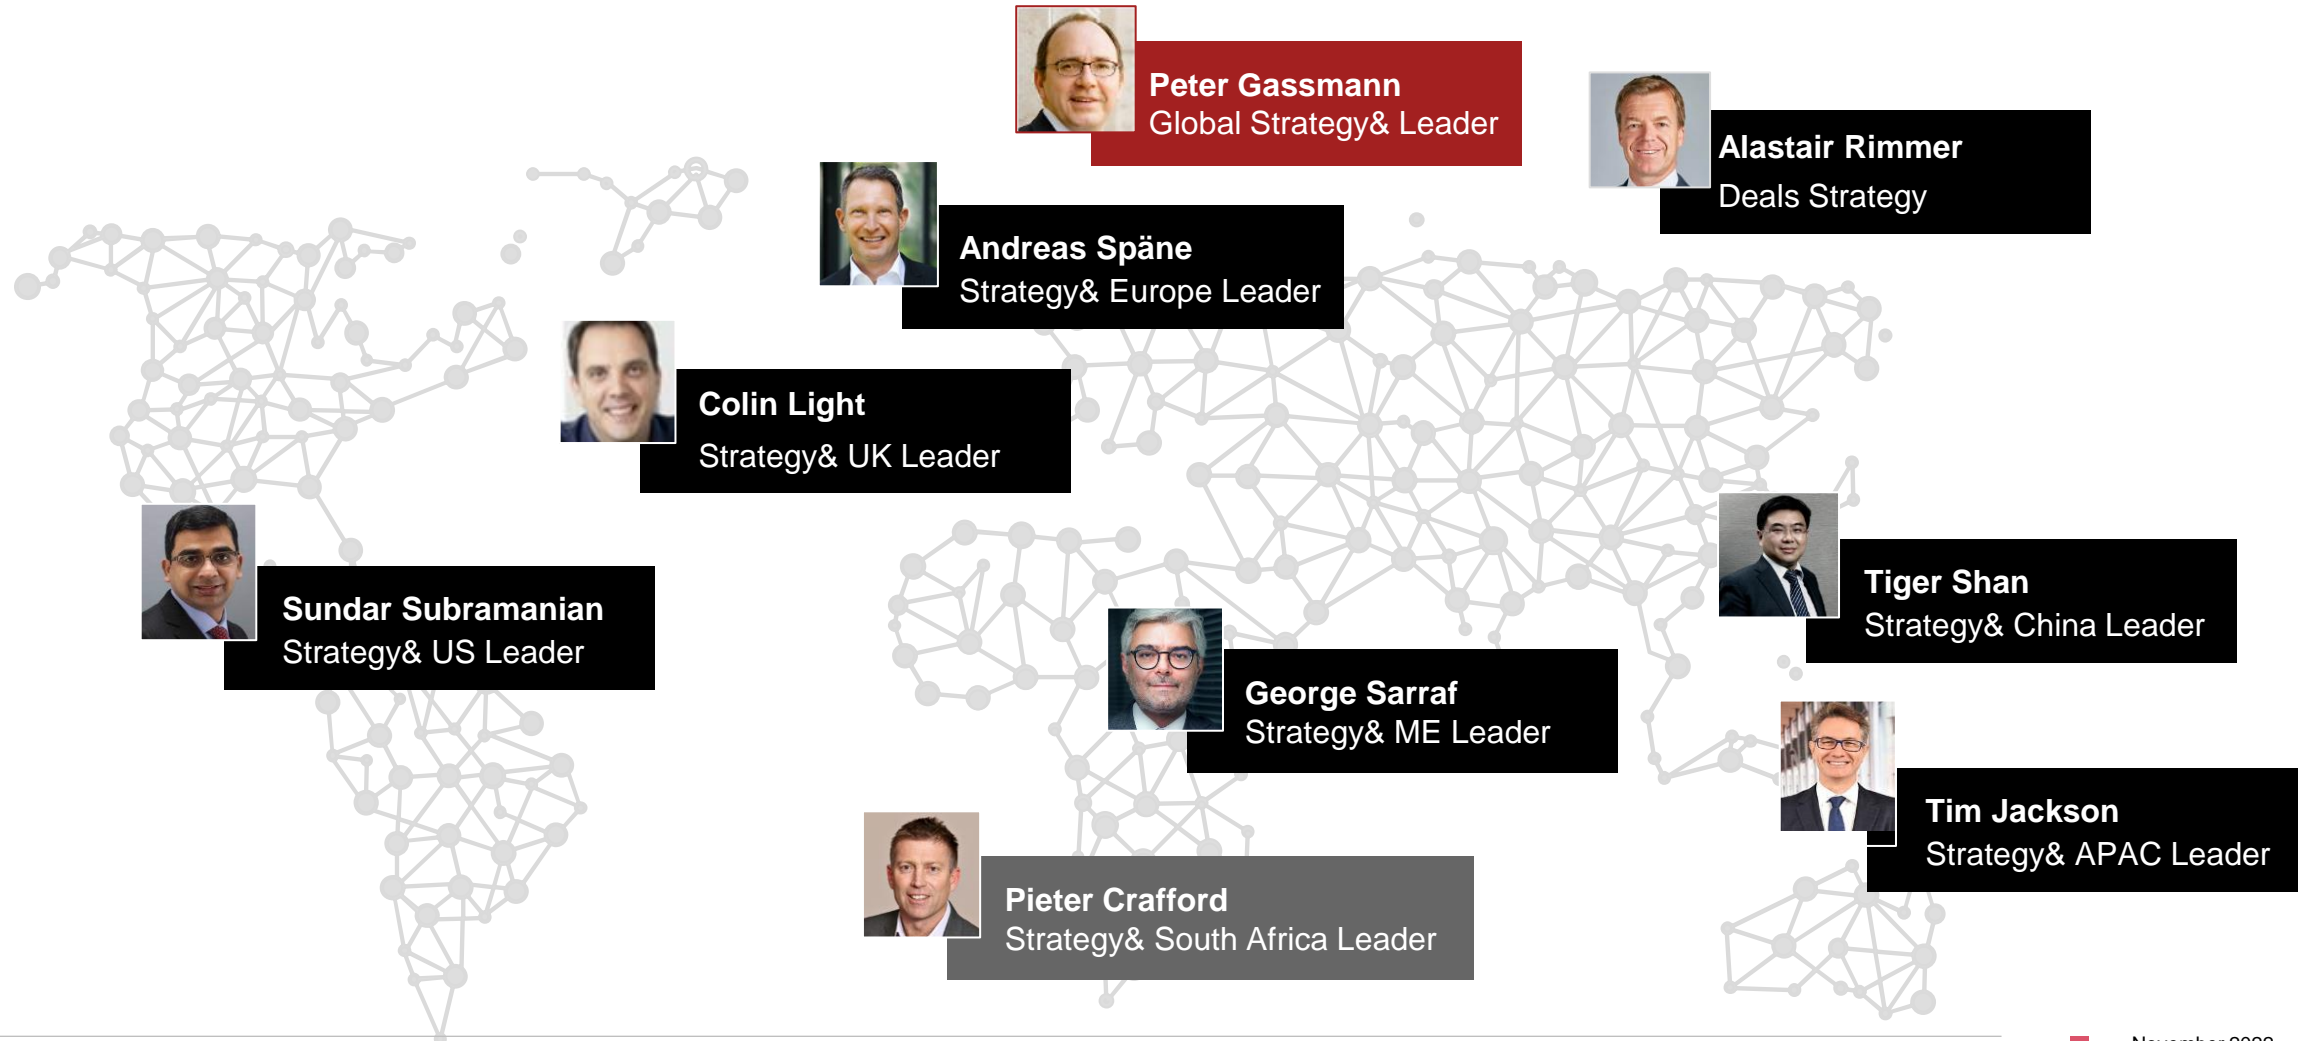 Peter Gassmann
Global Strategy& Leader
Alastair Rimmer
Deals Strategy
Andreas Späne
Strategy& Europe Leader
Colin Light
Strategy& UK Leader
Sundar Subramanian
Strategy& US Leader
Tiger Shan
Strategy& China Leader
George Sarraf
Strategy& ME Leader
Tim Jackson
Strategy& APAC Leader
Pieter Crafford
Strategy& South Africa Leader
November